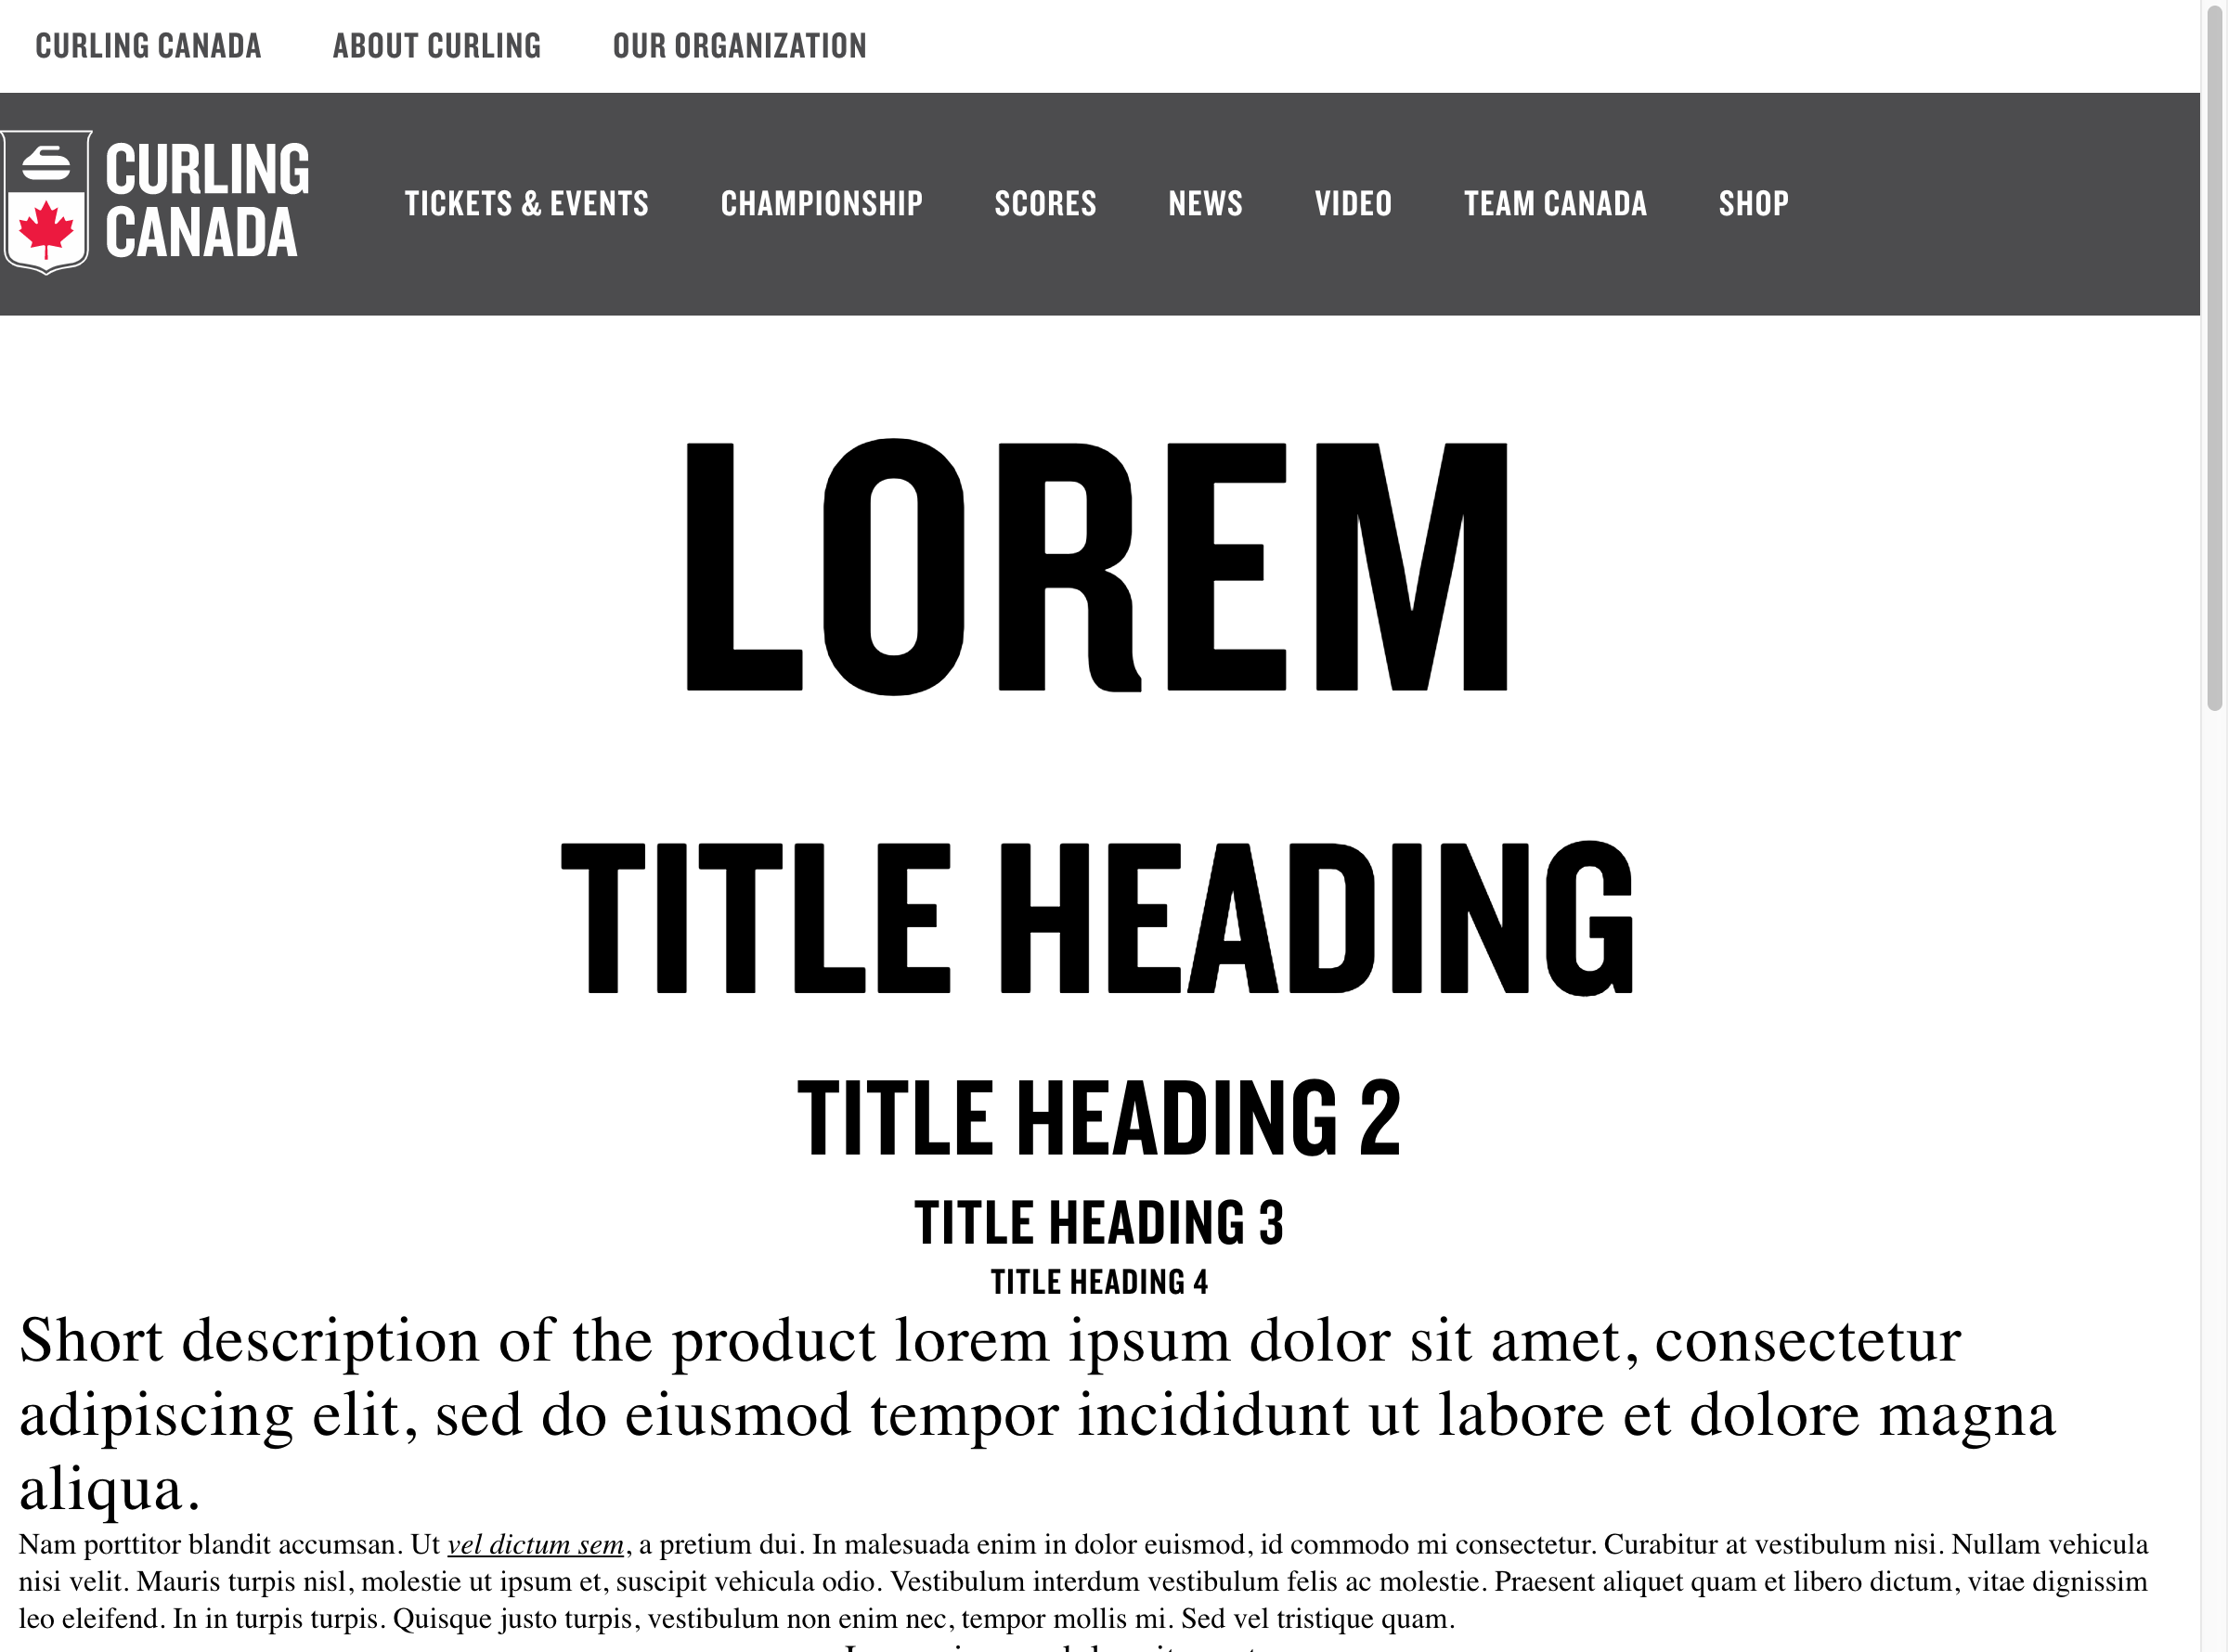 CURLING CANADA ABOUT CURLING OUR ORGANIZATION
CURLING
CANADA
TICKETS & EVENTS CHAMPIONSHIP SCORES NEWS VIDEO TEAM CANADA SHOP
LOREM
TITLE HEADING
TITLE HEADING 2
TITLE HEADING 3
TITLE HEADING 4
Short description of the product lorem ipsum dolor sit amet, consectetur
adipiscing elit, sed do eiusmod tempor incididunt ut labore et dolore magna
aliqua.
Nam porttitor blandit accumsan. Ut vel dictum sem, a pretium dui. In malesuada enim in dolor euismod, id commodo mi consectetur. Curabitur at vestibulum nisi. Nullam vehicula
nisi velit. Mauris turpis nisl, molestie ut ipsum et, suscipit vehicula odio. Vestibulum interdum vestibulum felis ac molestie. Praesent aliquet quam et libero dictum, vitae dignissim
leo eleifend. In in turpis turpis. Quisque justo turpis, vestibulum non enim nec, tempor mollis mi. Sed vel tristique quam.